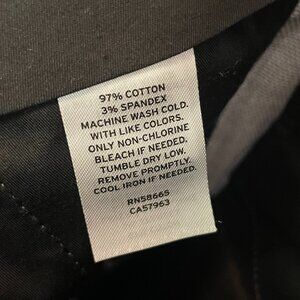 97% COTTON
3% SPANDEX
MACHINE WASH COLD.
WITH LIKE COLORS.
ONLY NON-CHLORINE
BLEACH IF NEEDED.
TUMBLE DRY LOW.
REMOVE PROMPTLY.
COOL IRON IF NEEDED.
RN58665
CA57963